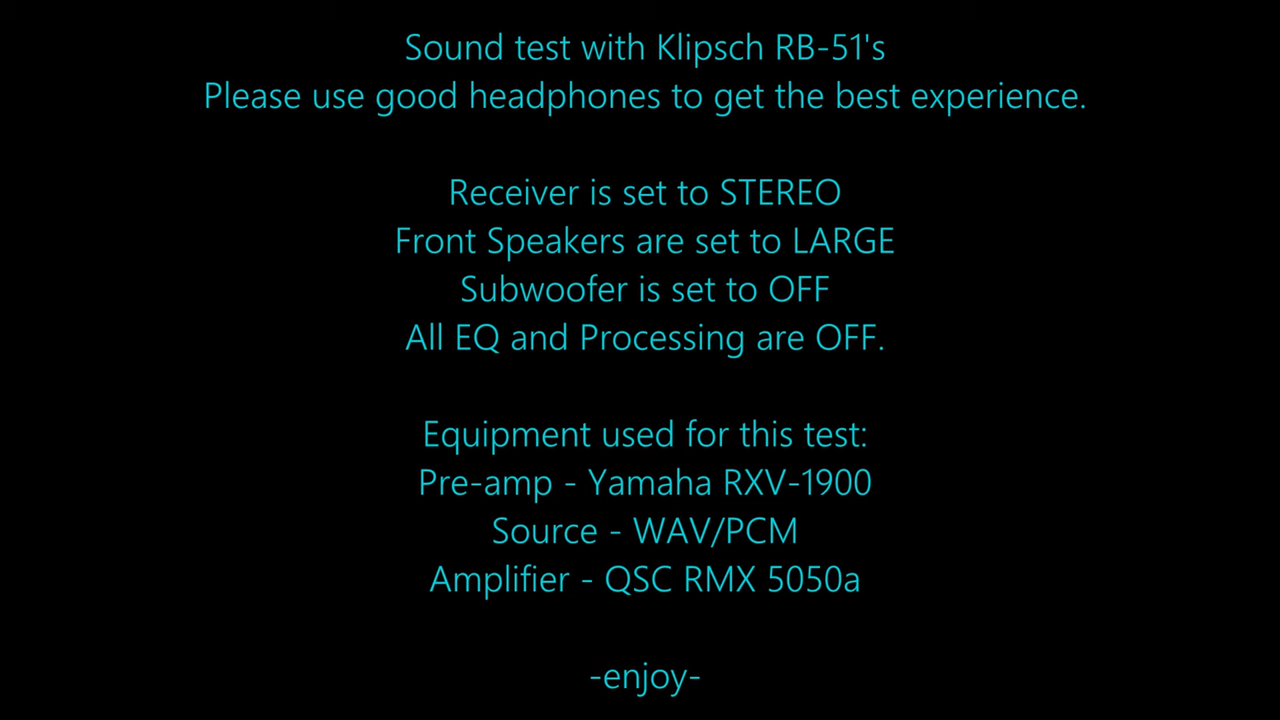 Sound test with Klipsch RB-51's
Please use good headphones to get the best experience.
Receiver is set to STEREO
Front Speakers are set to LARGE
Subwoofer is set to OFF
All EQ and Processing are OFF.
Equipment used for this test:
Pre-amp - Yamaha RXV-1900
Source - WAV/PCM
Amplifier - QSC RMX 5050a
-enjoy-